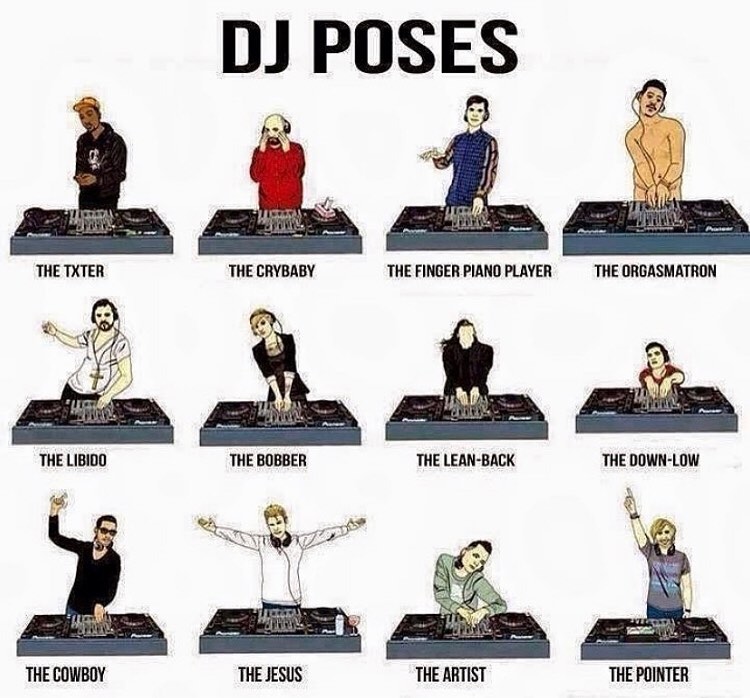 DJ POSES
THE TXTER
THE CRYBABY
THE FINGER PIANO PLAYER
THE ORGASMATRON
THE LIBIDO
THE BOBBER
THE LEAN-BACK
THE DOWN-LOW
THE COWBOY
THE JESUS
THE ARTIST
THE POINTER